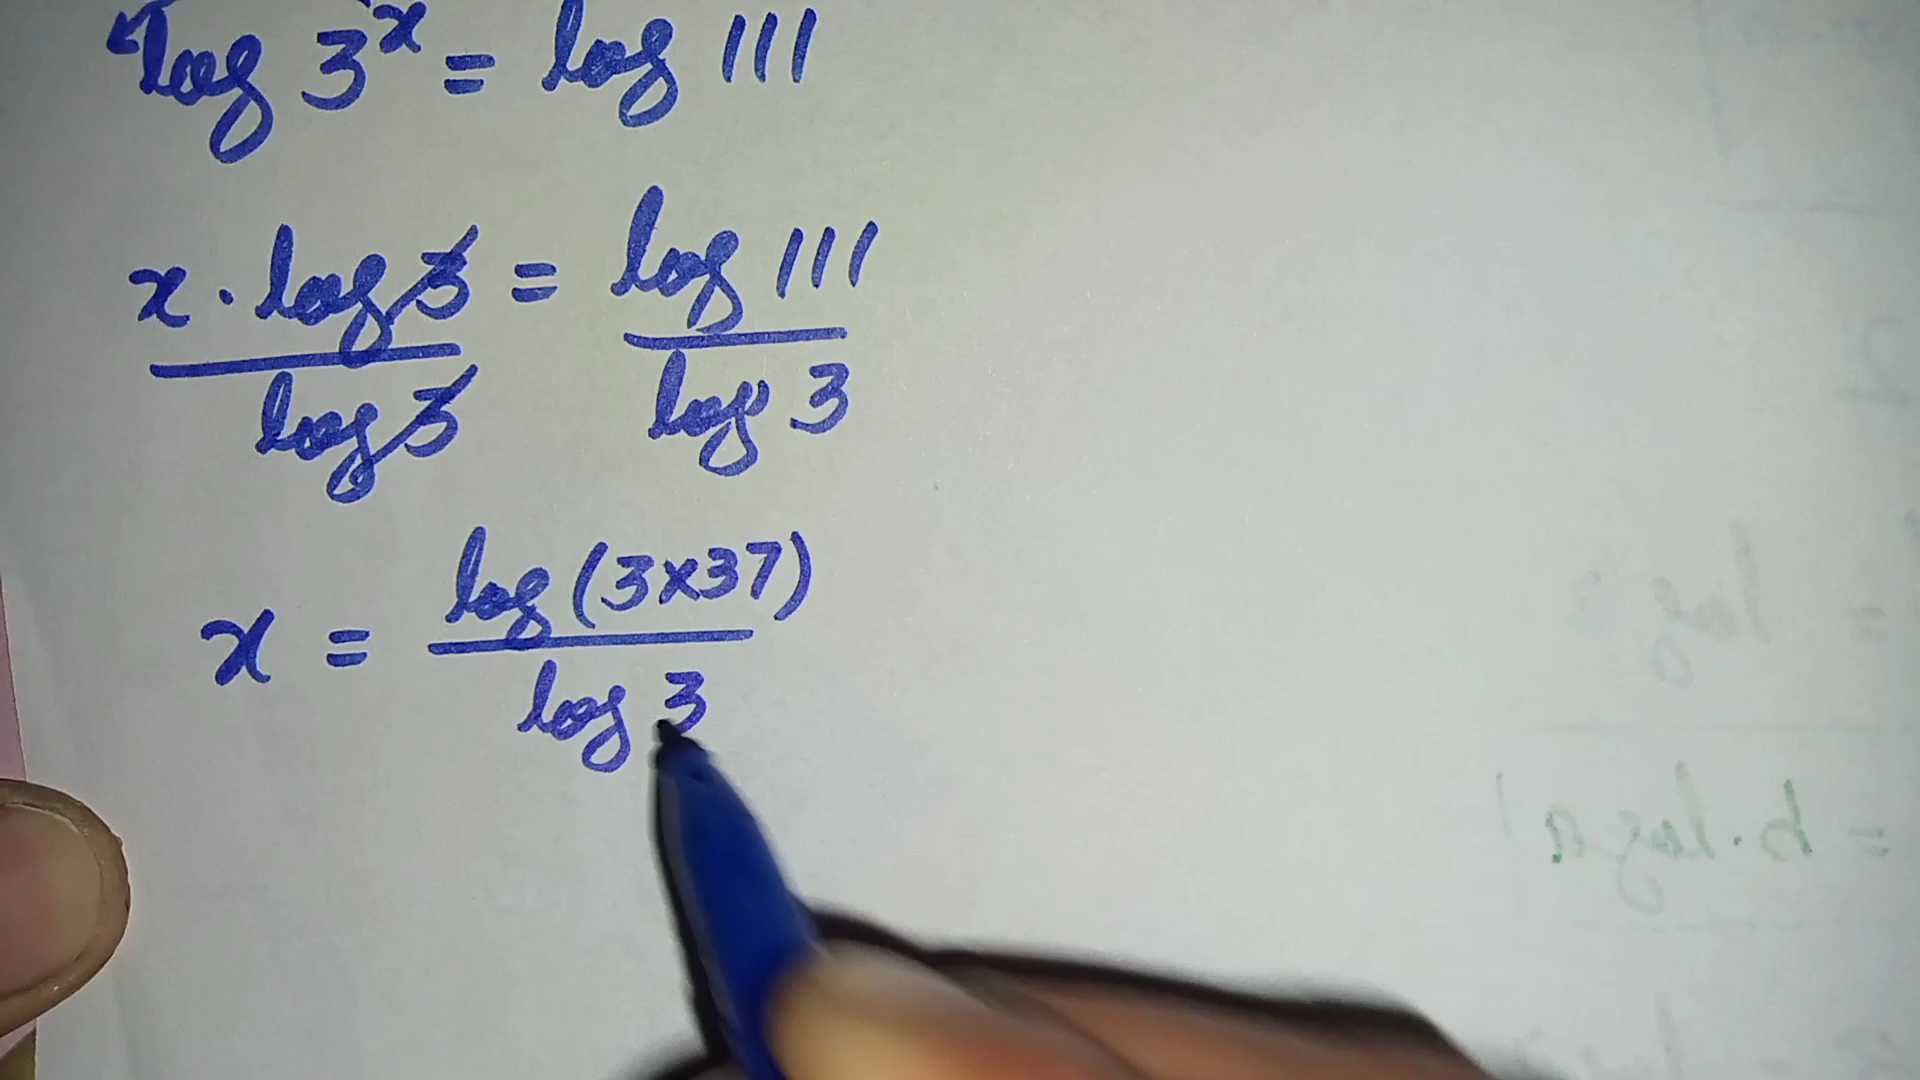 log 3^x = log 111
x · log 3 = log 111
log 3 log 3
x = log (3×37)
log 3